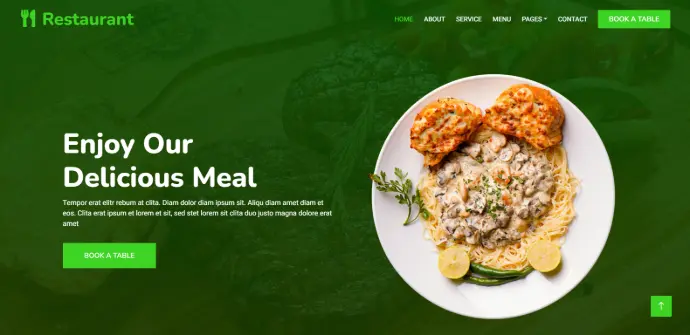 Restaurant
HOME ABOUT SERVICE MENU PAGES CONTACT BOOK A TABLE
Enjoy Our
Delicious Meal
Tempor erat elitr rebum at clita. Diam dolor diam ipsum sit. Aliqu diam amet diam et
eos. Clita erat ipsum et lorem et sit, sed stet lorem sit clita duo justo magna dolore erat
amet
BOOK A TABLE